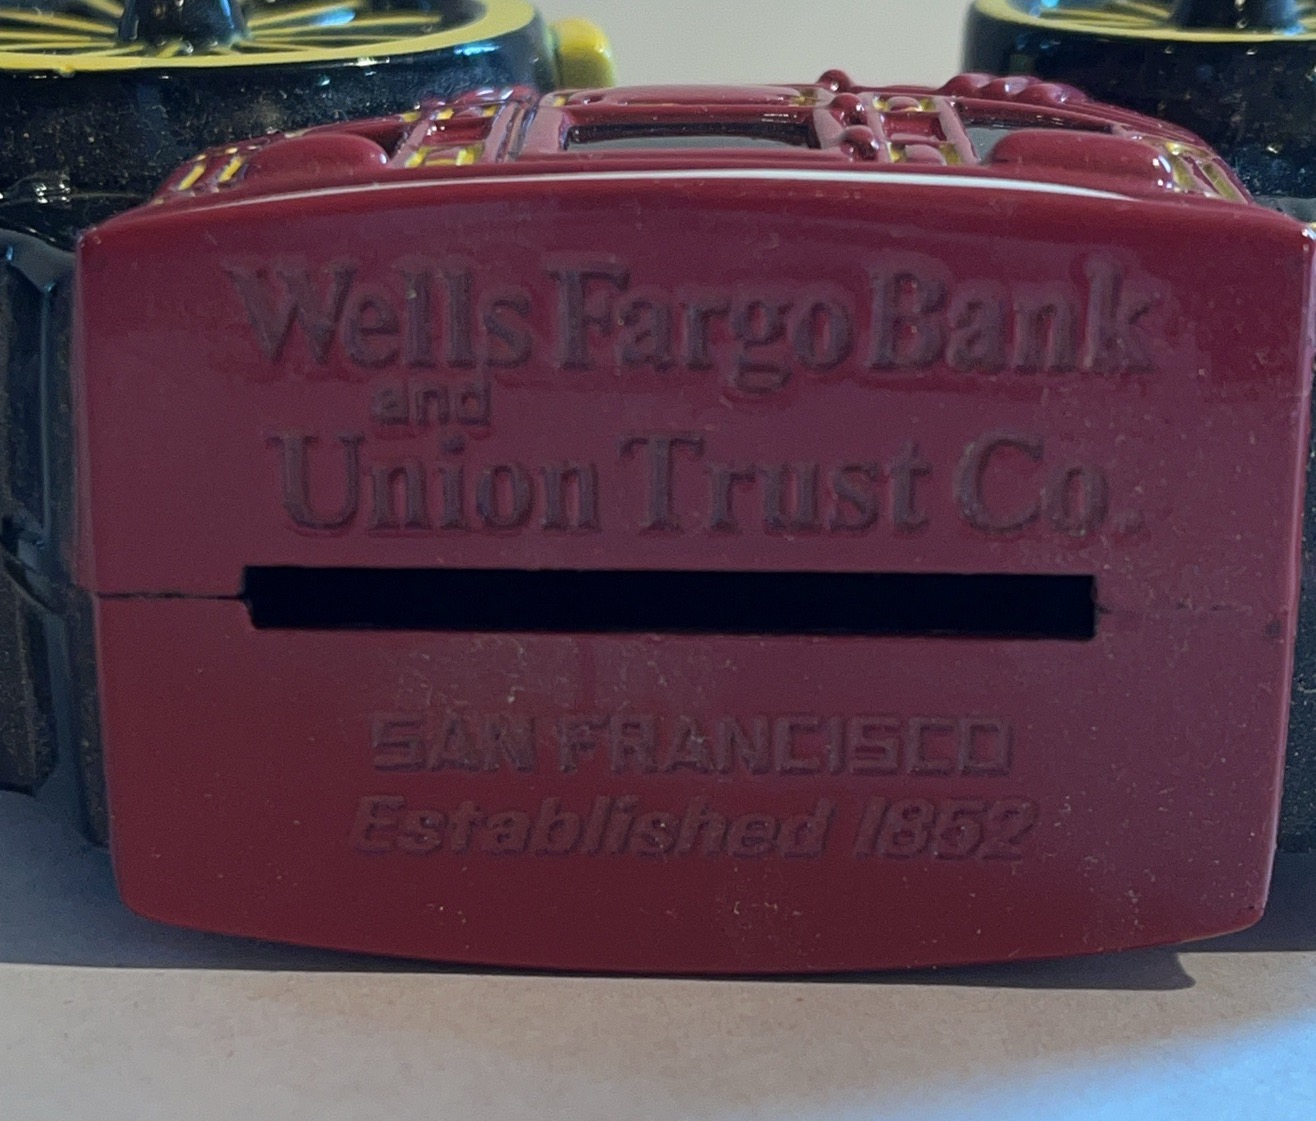 Wells Fargo Bank
and
Union Trust Co.
SAN FRANCISCO
Established 1852